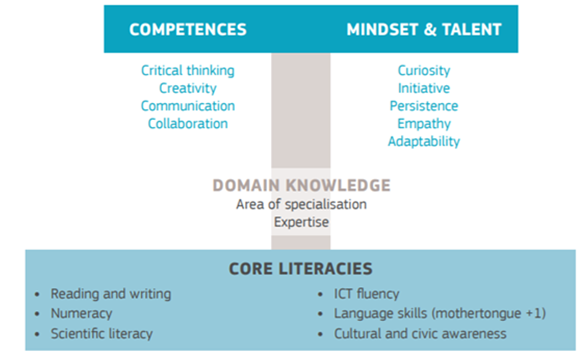 COMPETENCES
MINDSET & TALENT
Critical thinking
Creativity
Communication
Collaboration
Curiosity
Initiative
Persistence
Empathy
Adaptability
DOMAIN KNOWLEDGE
Area of specialisation
Expertise
CORE LITERACIES
• Reading and writing
• Numeracy
• Scientific literacy
• ICT fluency
• Language skills (mothertongue +1)
• Cultural and civic awareness